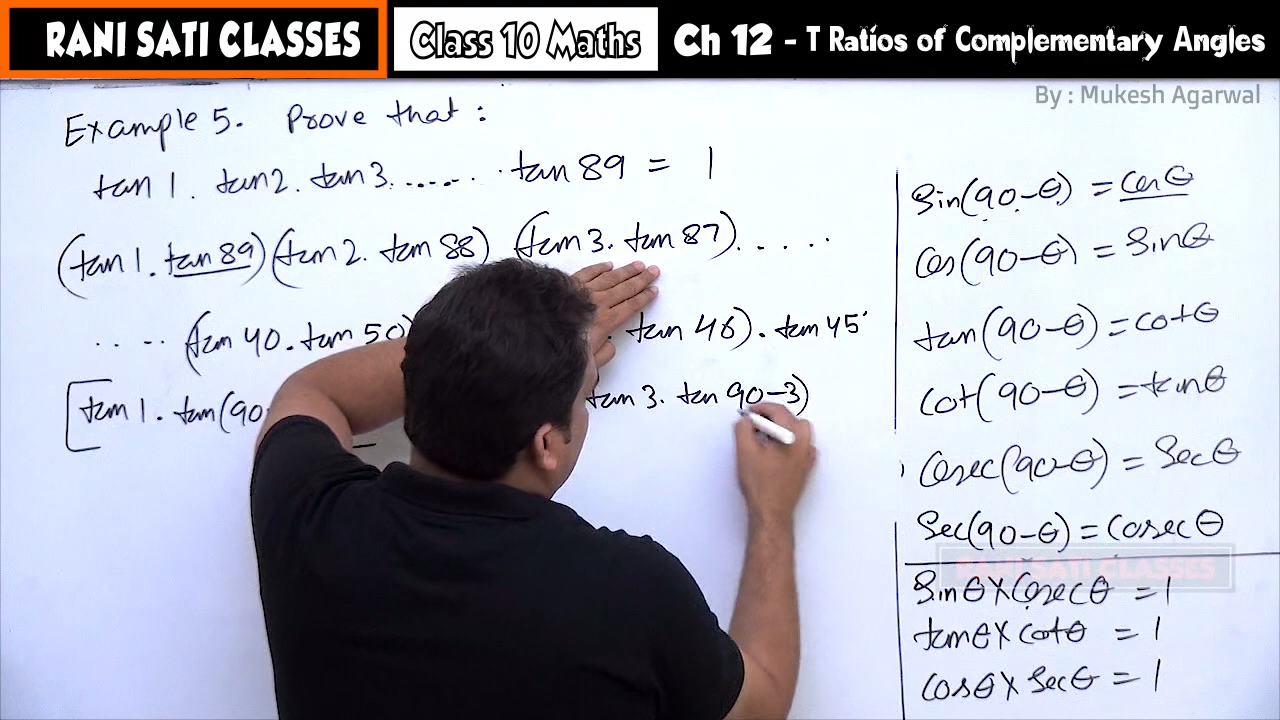 RANI SATI CLASSES
Class 10 Maths
Ch 12 - T Ratios of Complementary Angles
By : Mukesh Agarwal
Example 5. Prove that :
tan 1 . tan 2 . tan 3 ....... tan 89 = 1
(tan 1 . tan 89) (tan 2 . tan 88) (tan 3 . tan 87) .....
.... (tan 40 . tan 50) . tan 46) . tan 45°
[tan 1 . tan(90- tan 3 . tan 90-3)
sin(90-θ) = cosθ
cos(90-θ) = sinθ
tan(90-θ) = cotθ
cot(90-θ) = tanθ
cosec(90-θ) = secθ
sec(90-θ) = cosecθ
RANI SATI CLASSES
sinθ × cosecθ = 1
tanθ × cotθ = 1
cosθ × secθ = 1